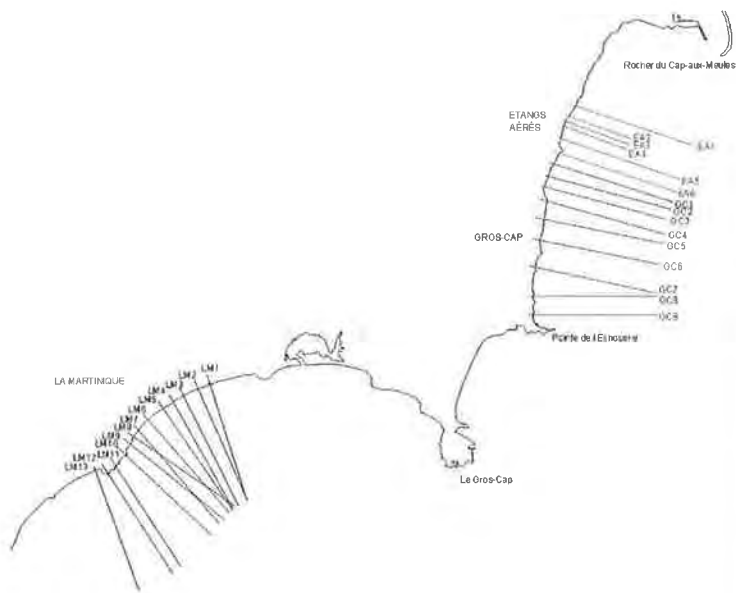 Rocher du Cap-aux-Meules
ETANGS
AÉRÉS
EA1
EA2
EA3
EA4
EA5
EA6
GC1
GC2
GC3
GC4
GC5
GROS-CAP
GC6
GC7
GC8
GC9
Pointe de l'Echouerie
LA MARTINIQUE
LM1
LM2
LM3
LM4
LM5
LM6
LM7
LM8
LM9
LM10
LM11
LM12
LM13
Le Gros-Cap